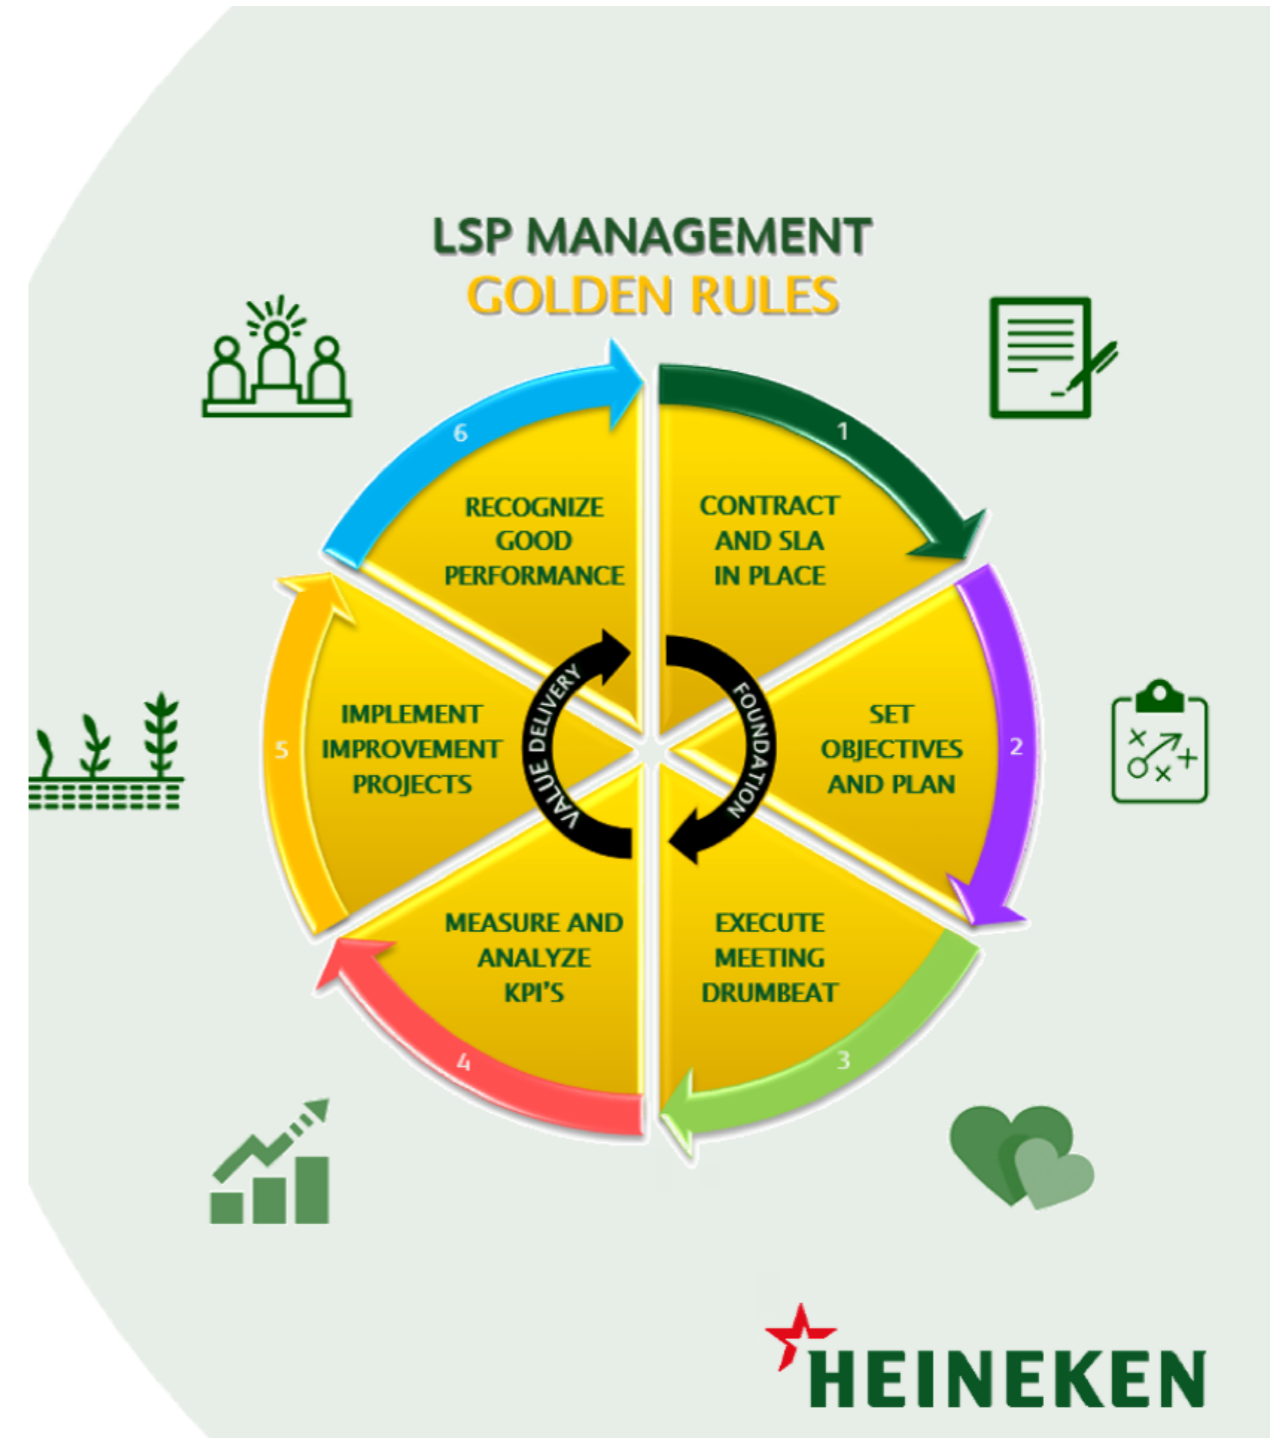 LSP MANAGEMENT
GOLDEN RULES
1
CONTRACT
AND SLA
IN PLACE
2
SET
OBJECTIVES
AND PLAN
3
EXECUTE
MEETING
DRUMBEAT
4
MEASURE AND
ANALYZE
KPI'S
5
IMPLEMENT
IMPROVEMENT
PROJECTS
6
RECOGNIZE
GOOD
PERFORMANCE
FOUNDATION
VALUE DELIVERY
HEINEKEN